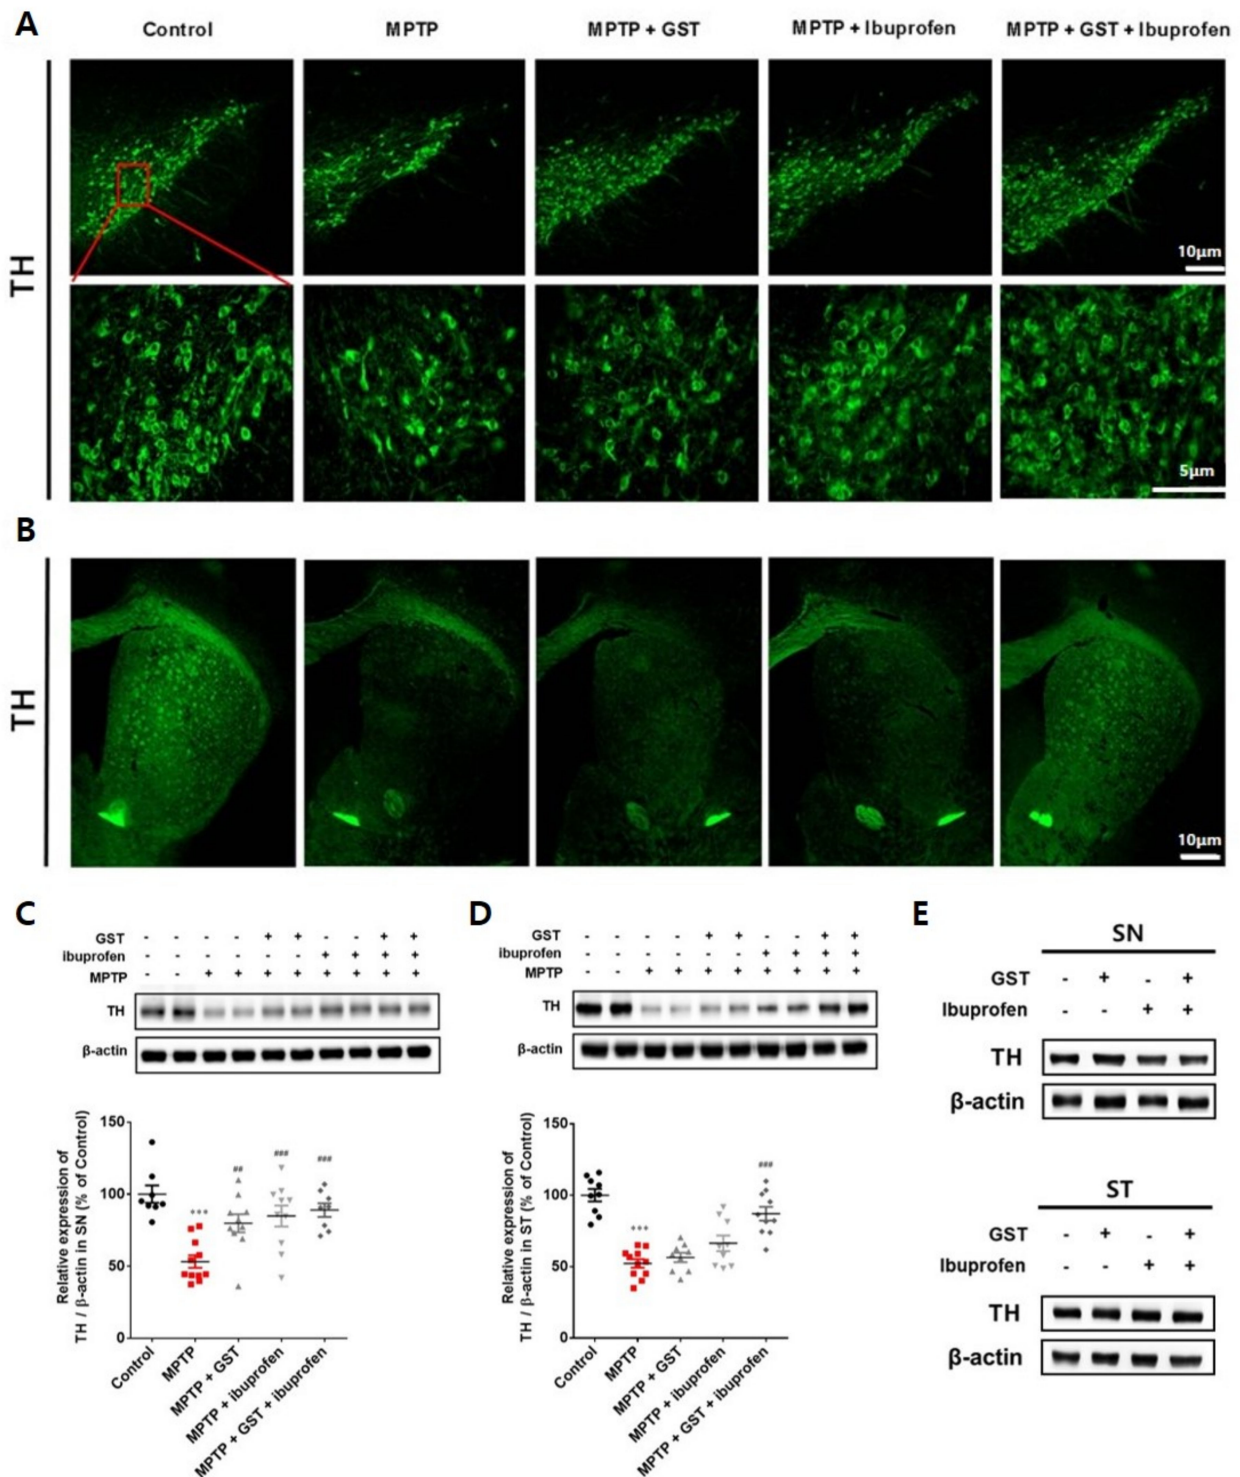 A
Control
MPTP
MPTP + GST
MPTP + Ibuprofen
MPTP + GST + Ibuprofen
TH
10μm
5μm
B
TH
10μm
C
GST - - - - + + - - + +
ibuprofen - - - - - - + + + +
MPTP - - + + + + + + + +
TH
β-actin
Relative expression of
TH / β-actin in SN (% of Control)
150
100
50
0
+++
##
###
###
Control
MPTP
MPTP + GST
MPTP + ibuprofen
MPTP + GST + ibuprofen
D
GST - - - - + + - - + +
ibuprofen - - - - - - + + + +
MPTP - - + + + + + + + +
TH
β-actin
Relative expression of
TH / β-actin in ST (% of Control)
150
100
50
0
+++
###
Control
MPTP
MPTP + GST
MPTP + ibuprofen
MPTP + GST + ibuprofen
E
SN
GST - + - +
Ibuprofen - - + +
TH
β-actin
ST
GST - + - +
Ibuprofen - - + +
TH
β-actin